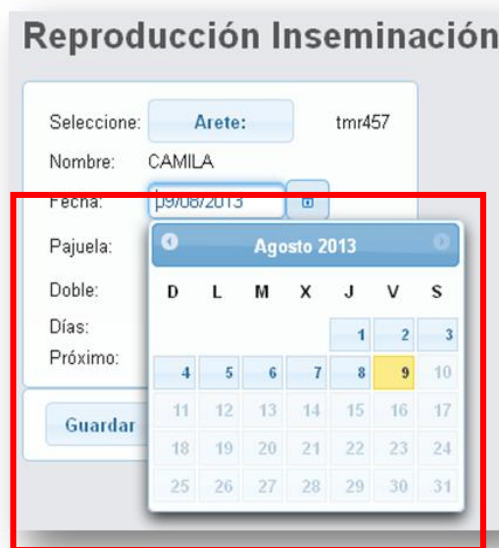 Reproducción Inseminación
Seleccione: Arete: tmr457
Nombre: CAMILA
Fecha: 09/08/2013
Pajuela:
Agosto 2013
Doble:
D L M X J V S
Días:
1 2 3
Próximo:
4 5 6 7 8 9 10
11 12 13 14 15 16 17
Guardar
18 19 20 21 22 23 24
25 26 27 28 29 30 31